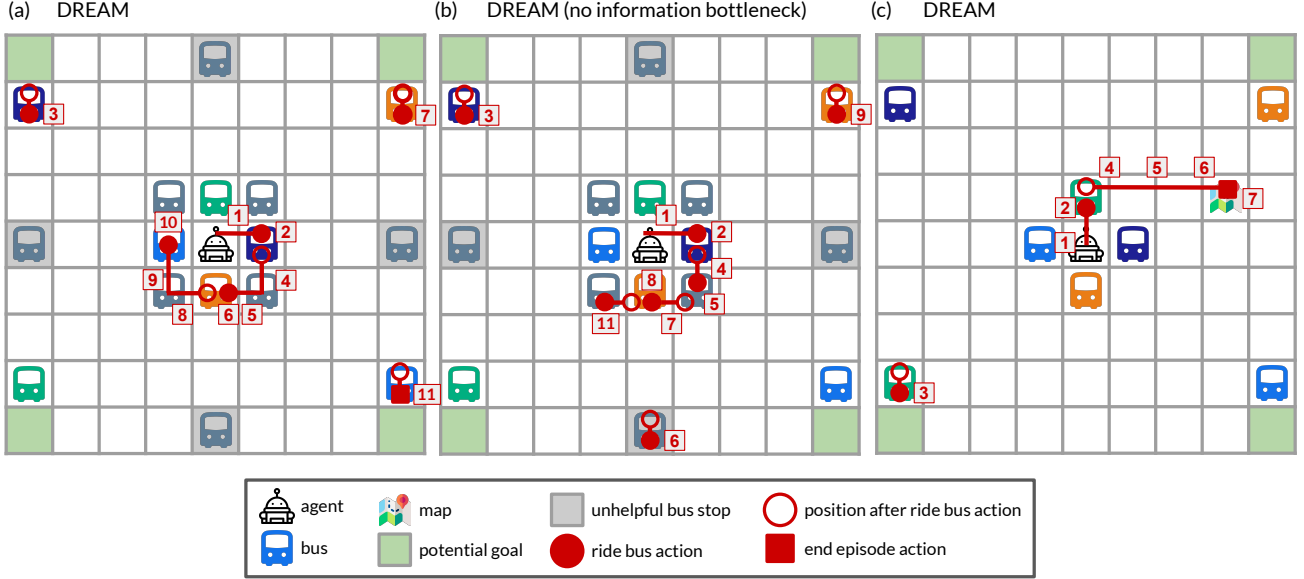 (a) DREAM
(b) DREAM (no information bottleneck)
(c) DREAM
3
7
1
2
10
9
4
8
6
5
11
3
9
1
2
4
8
5
11
7
6
4
5
6
2
7
1
3
agent
map
unhelpful bus stop
position after ride bus action
bus
potential goal
ride bus action
end episode action